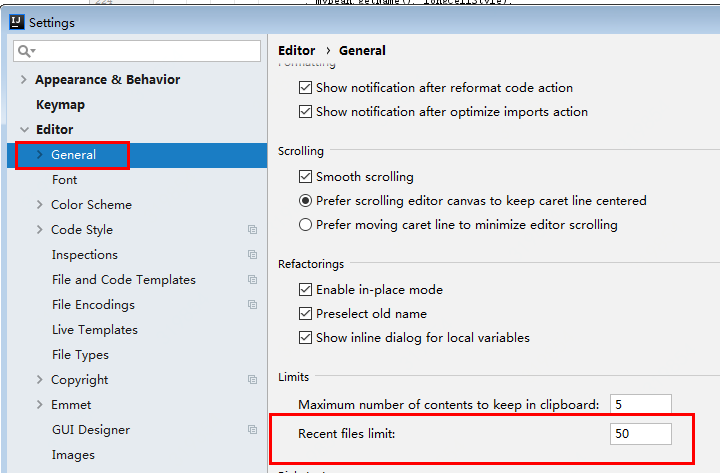 Settings
Appearance & Behavior
Keymap
Editor
General
Font
Color Scheme
Code Style
Inspections
File and Code Templates
File Encodings
Live Templates
File Types
Copyright
Emmet
GUI Designer
Images
Editor › General
Formatting
Show notification after reformat code action
Show notification after optimize imports action
Scrolling
Smooth scrolling
Prefer scrolling editor canvas to keep caret line centered
Prefer moving caret line to minimize editor scrolling
Refactorings
Enable in-place mode
Preselect old name
Show inline dialog for local variables
Limits
Maximum number of contents to keep in clipboard: 5
Recent files limit: 50